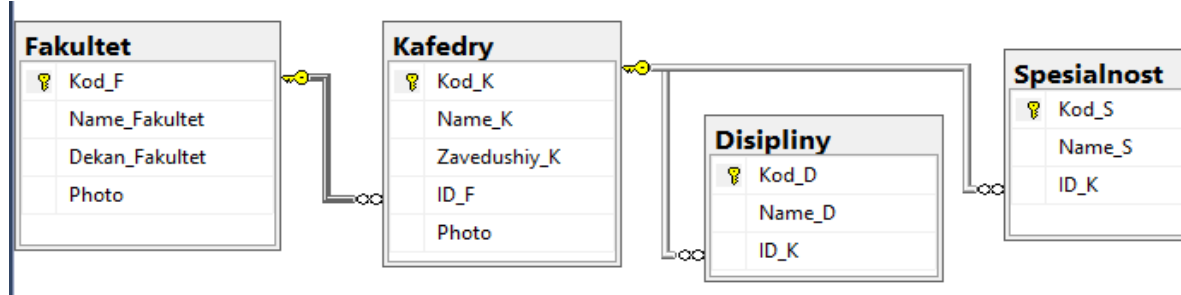 Fakultet
Kod_F
Name_Fakultet
Dekan_Fakultet
Photo
Kafedry
Kod_K
Name_K
Zavedushiy_K
ID_F
Photo
Disipliny
Kod_D
Name_D
ID_K
Spesialnost
Kod_S
Name_S
ID_K